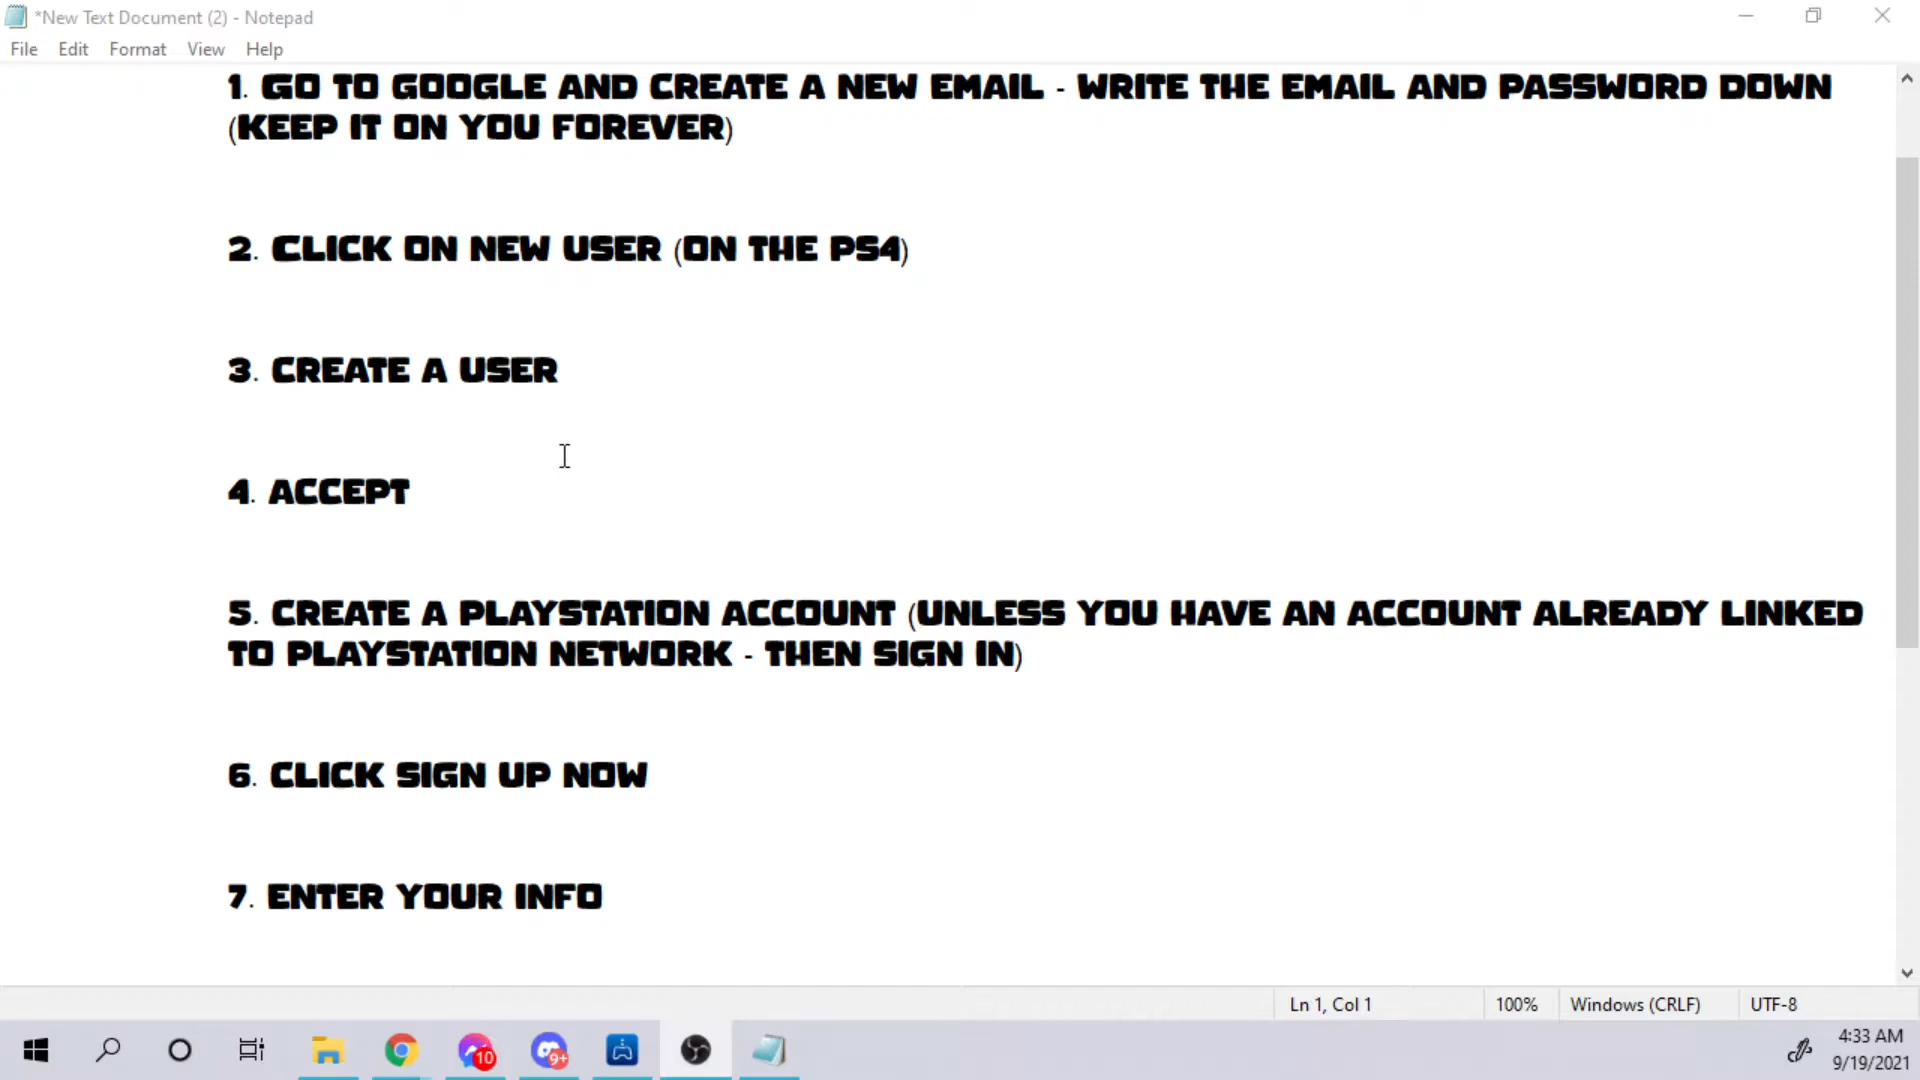 *New Text Document (2) - Notepad
File Edit Format View Help
1. GO TO GOOGLE AND CREATE A NEW EMAIL - WRITE THE EMAIL AND PASSWORD DOWN
(KEEP IT ON YOU FOREVER)
2. CLICK ON NEW USER (ON THE PS4)
3. CREATE A USER
4. ACCEPT
5. CREATE A PLAYSTATION ACCOUNT (UNLESS YOU HAVE AN ACCOUNT ALREADY LINKED
TO PLAYSTATION NETWORK - THEN SIGN IN)
6. CLICK SIGN UP NOW
7. ENTER YOUR INFO
Ln 1, Col 1 100% Windows (CRLF) UTF-8
10 9+ 4:33 AM
9/19/2021